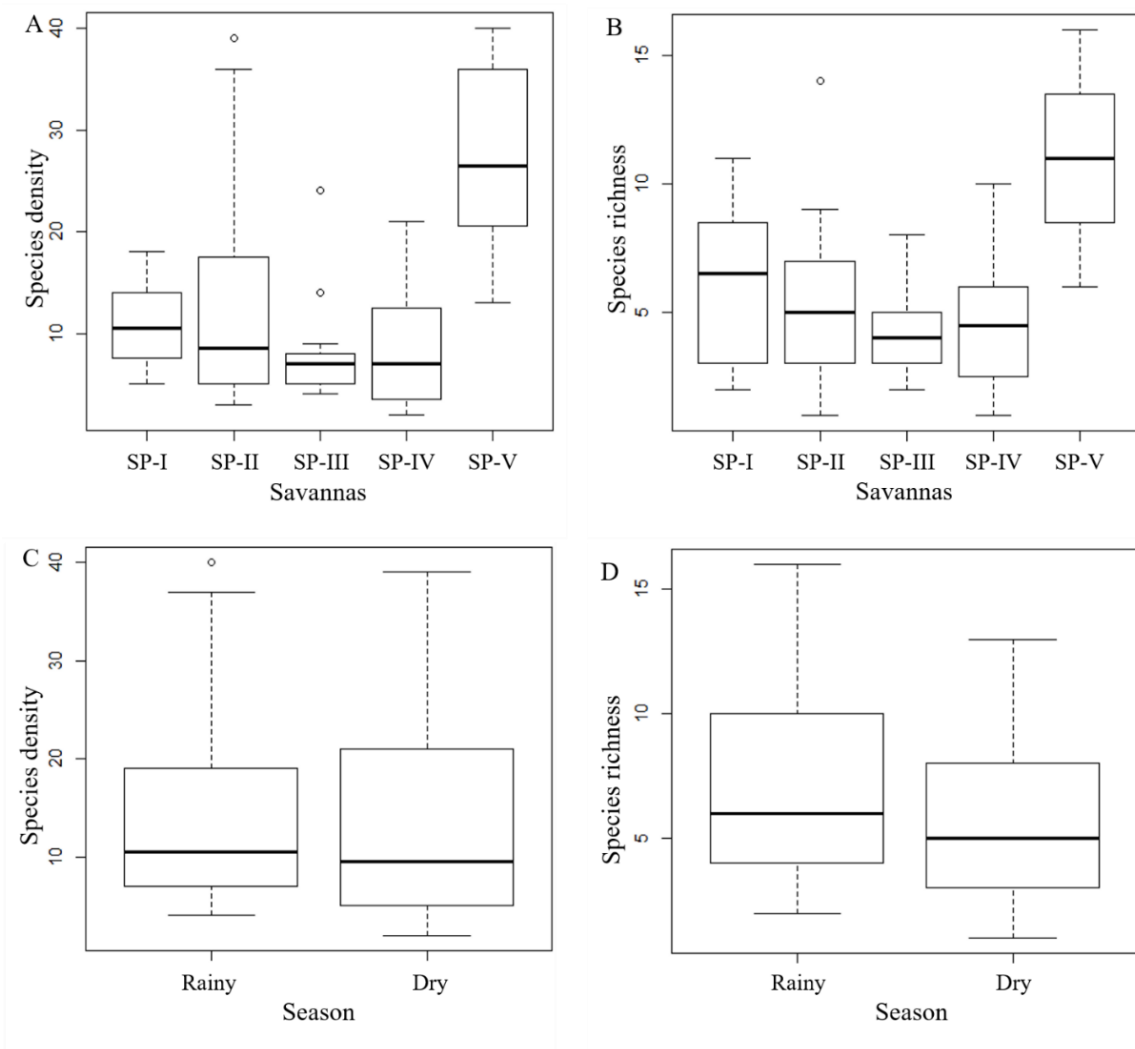 A
Species density
40
30
20
10
SP-I SP-II SP-III SP-IV SP-V
Savannas
B
Species richness
15
10
5
SP-I SP-II SP-III SP-IV SP-V
Savannas
C
Species density
40
30
20
10
Rainy Dry
Season
D
Species richness
15
10
5
Rainy Dry
Season